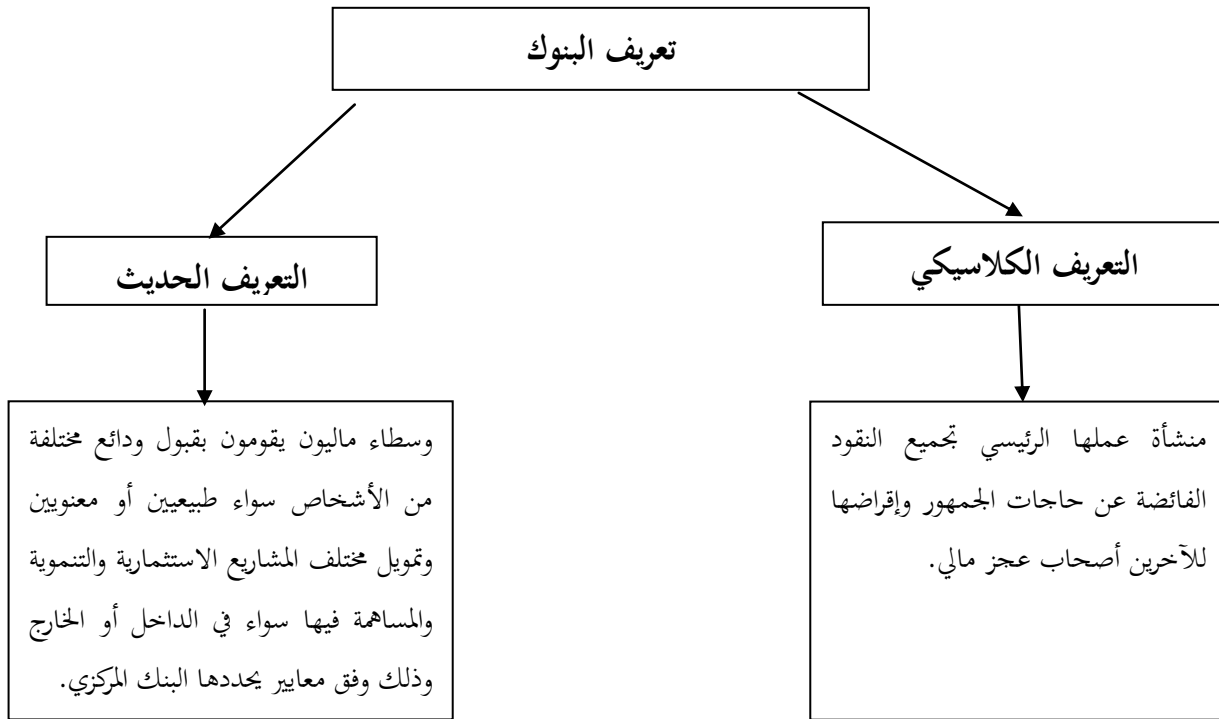 تعريف البنوك
التعريف الكلاسيكي
التعريف الحديث
منشأة عملها الرئيسي تجميع النقود
الفائضة عن حاجات الجمهور وإقراضها
للآخرين أصحاب عجز مالي.
وسطاء ماليون يقومون بقبول ودائع مختلفة
من الأشخاص سواء طبيعيين أو معنويين
وتمويل مختلف المشاريع الاستثمارية والتنموية
والمساهمة فيها سواء في الداخل أو الخارج
وذلك وفق معايير يحددها البنك المركزي.